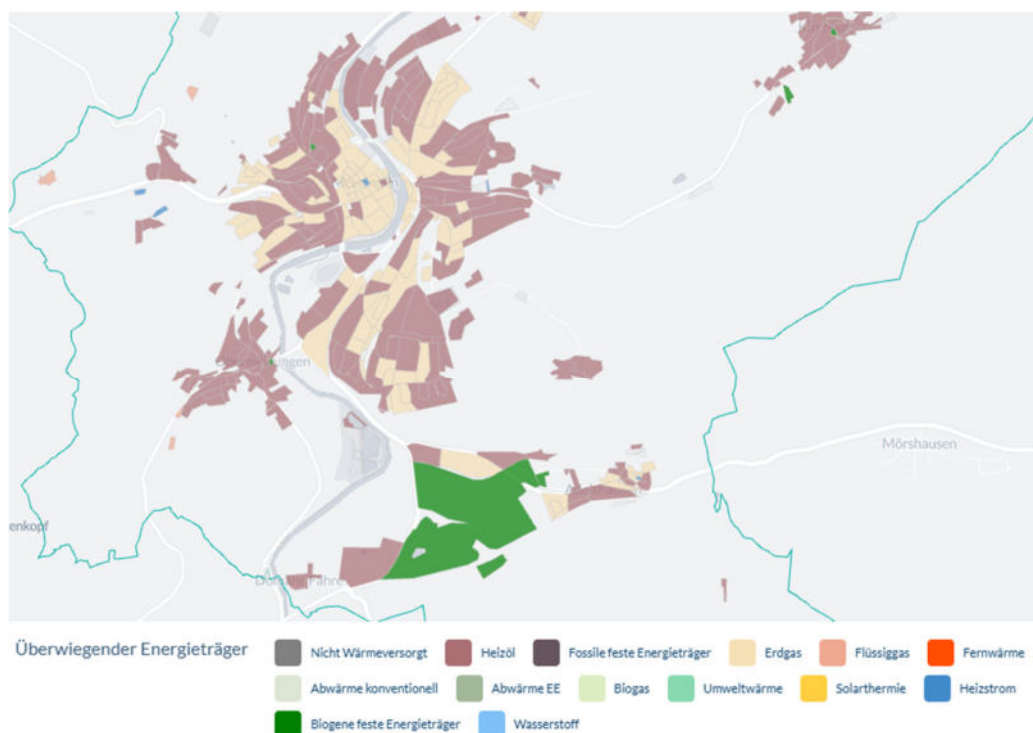 Mörshausen
enkopf
Überwiegender Energieträger
Nicht Wärmeversorgt
Heizöl
Fossile feste Energieträger
Erdgas
Flüssiggas
Fernwärme
Abwärme konventionell
Abwärme EE
Biogas
Umweltwärme
Solarthermie
Heizstrom
Biogene feste Energieträger
Wasserstoff